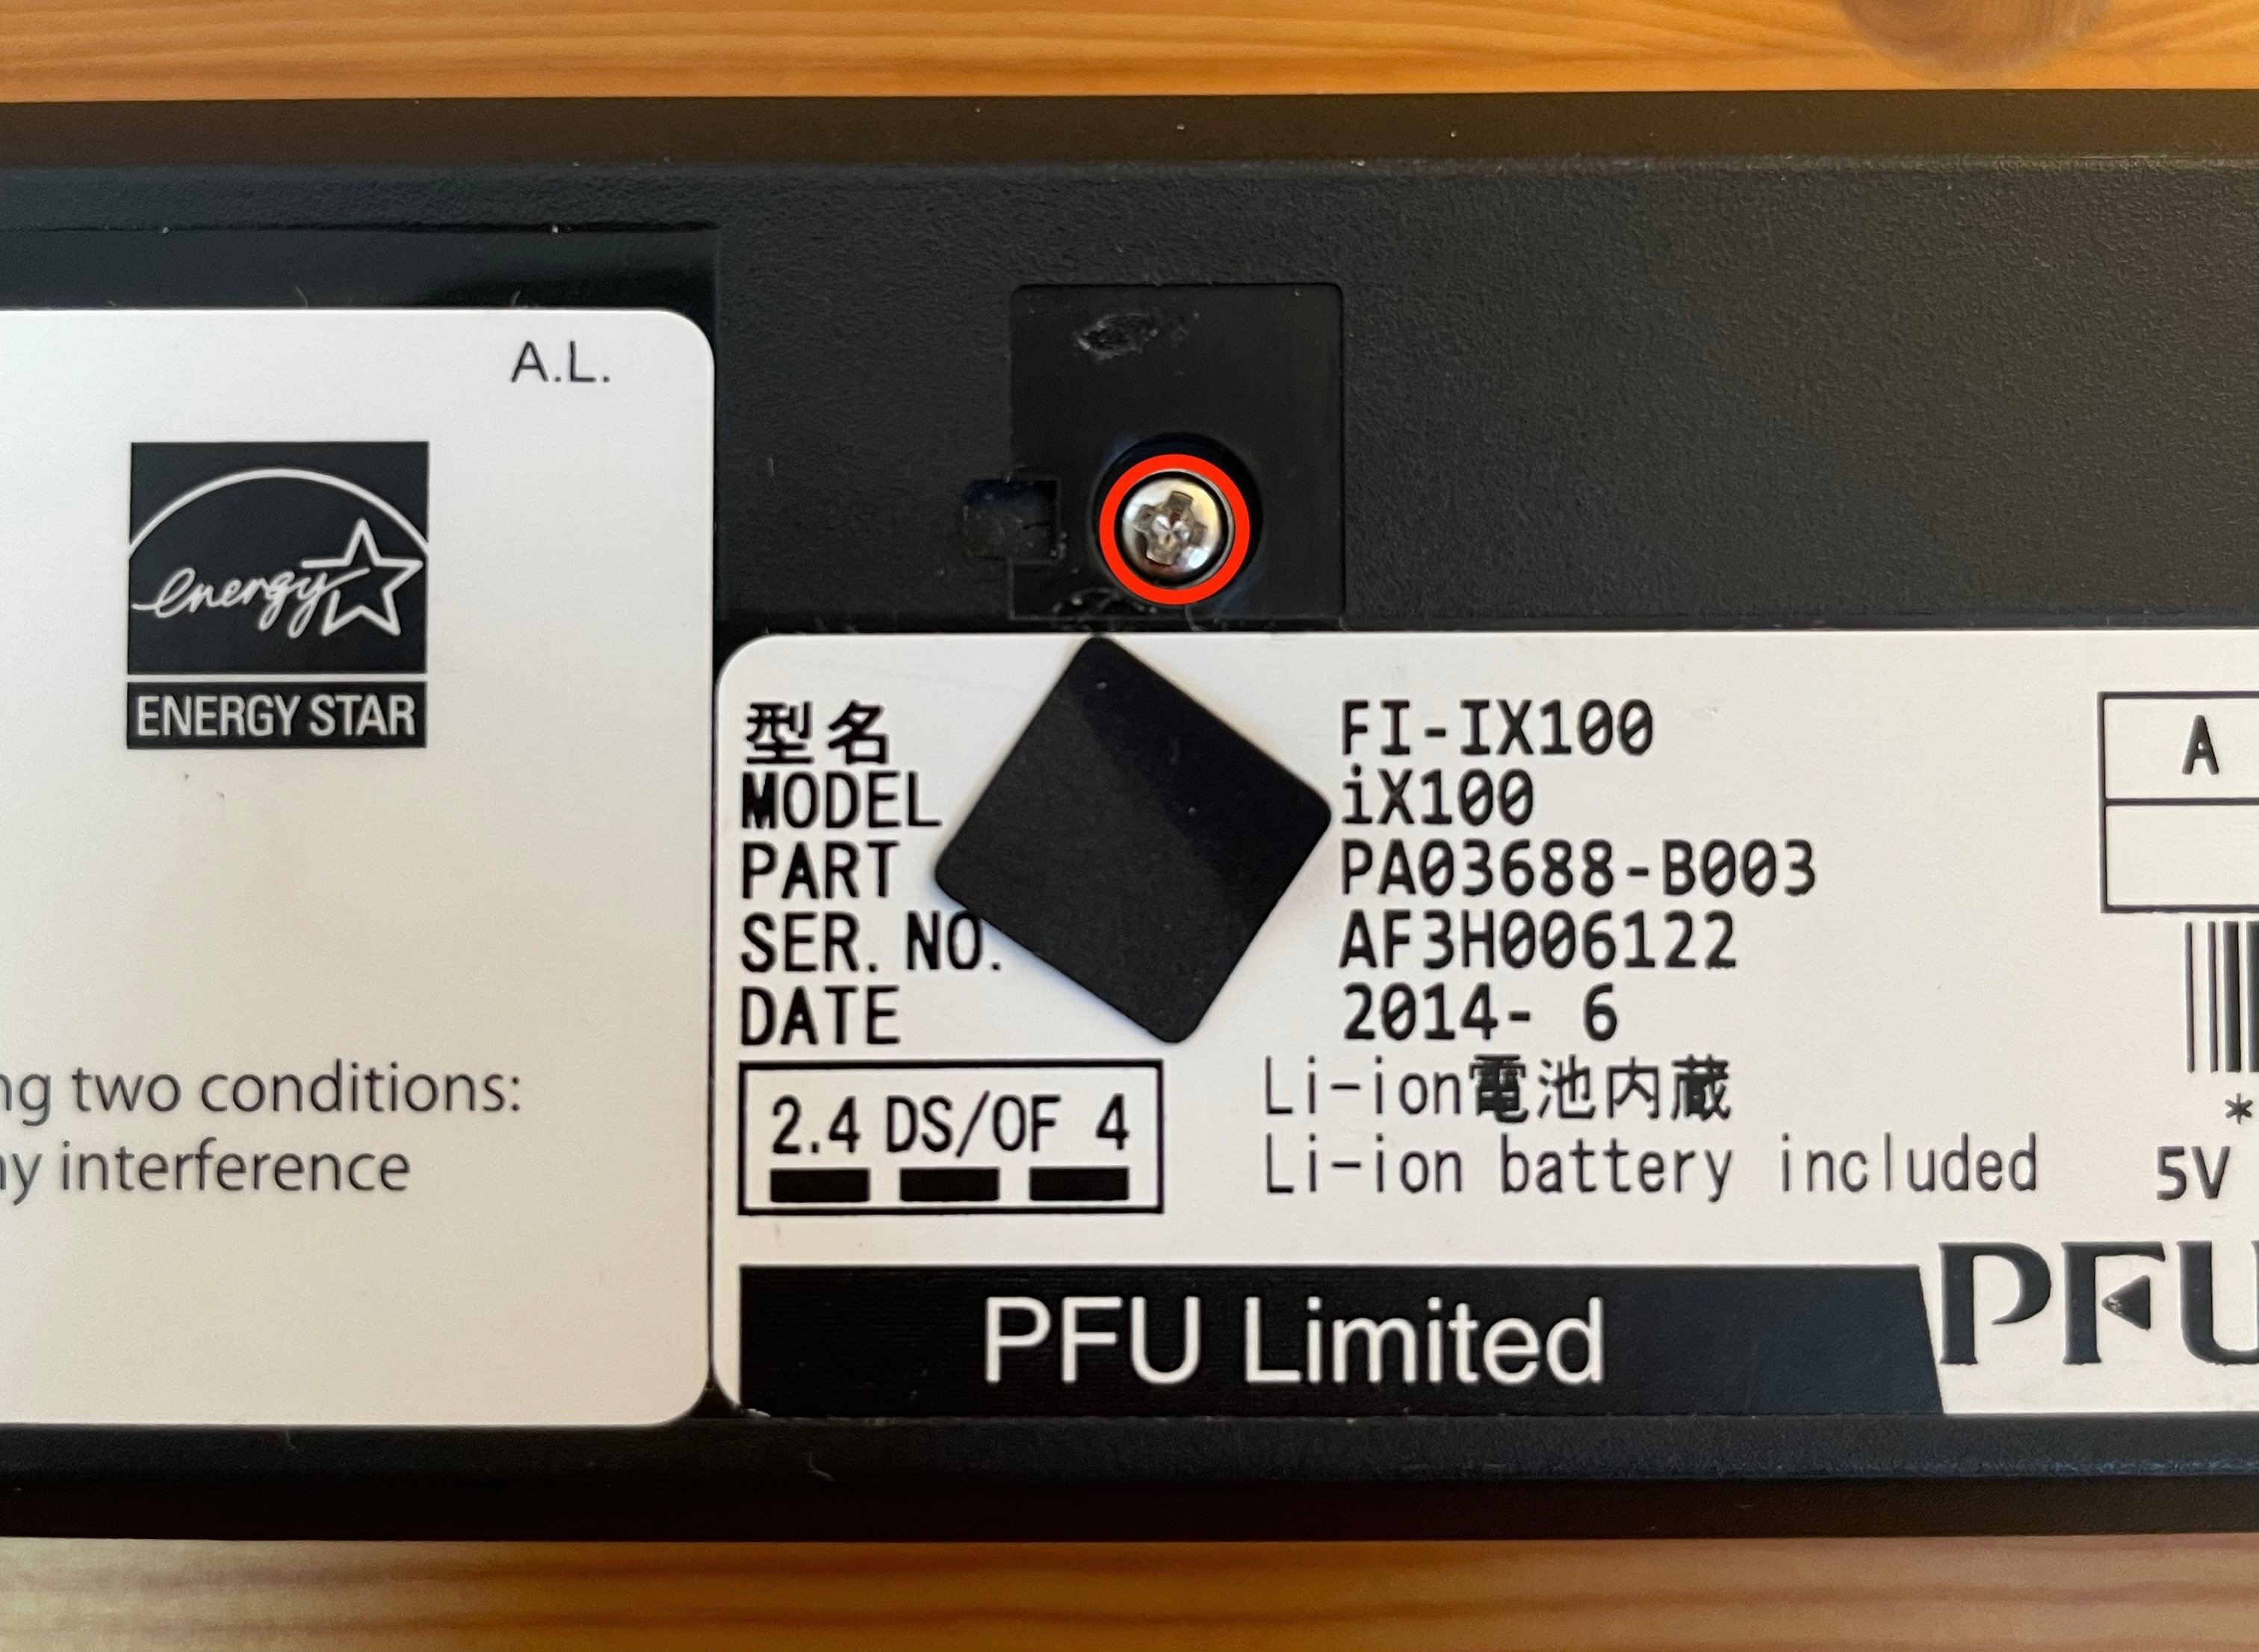 A.L.
energy
ENERGY STAR
ng two conditions:
ny interference
型名 FI-IX100
MODEL iX100
PART PA03688-B003
SER. NO. AF3H006122
DATE 2014- 6
2.4 DS/OF 4
Li-ion電池内蔵
Li-ion battery included
A
*
5V
PFU Limited
PFU